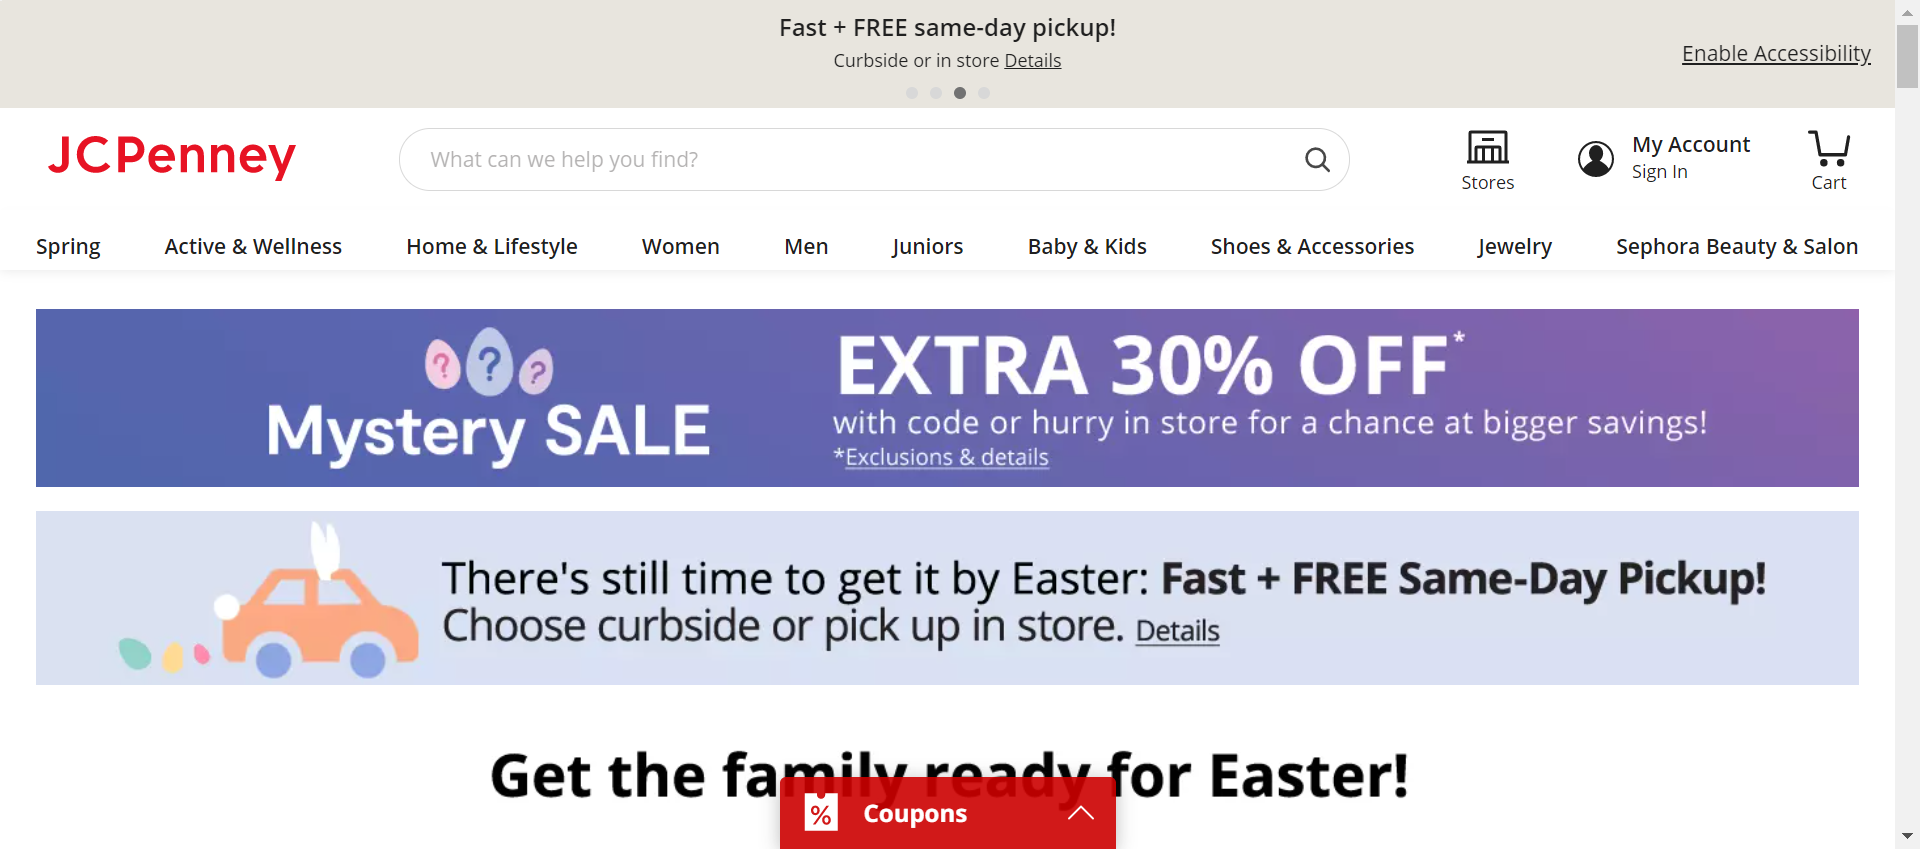 Fast + FREE same-day pickup!
Curbside or in store Details
Enable Accessibility
JCPenney
What can we help you find?
Stores
My Account
Sign In
Cart
Spring Active & Wellness Home & Lifestyle Women Men Juniors Baby & Kids Shoes & Accessories Jewelry Sephora Beauty & Salon
? ? ?
Mystery SALE
EXTRA 30% OFF*
with code or hurry in store for a chance at bigger savings!
*Exclusions & details
There's still time to get it by Easter: Fast + FREE Same-Day Pickup!
Choose curbside or pick up in store. Details
Get the family ready for Easter!
% Coupons